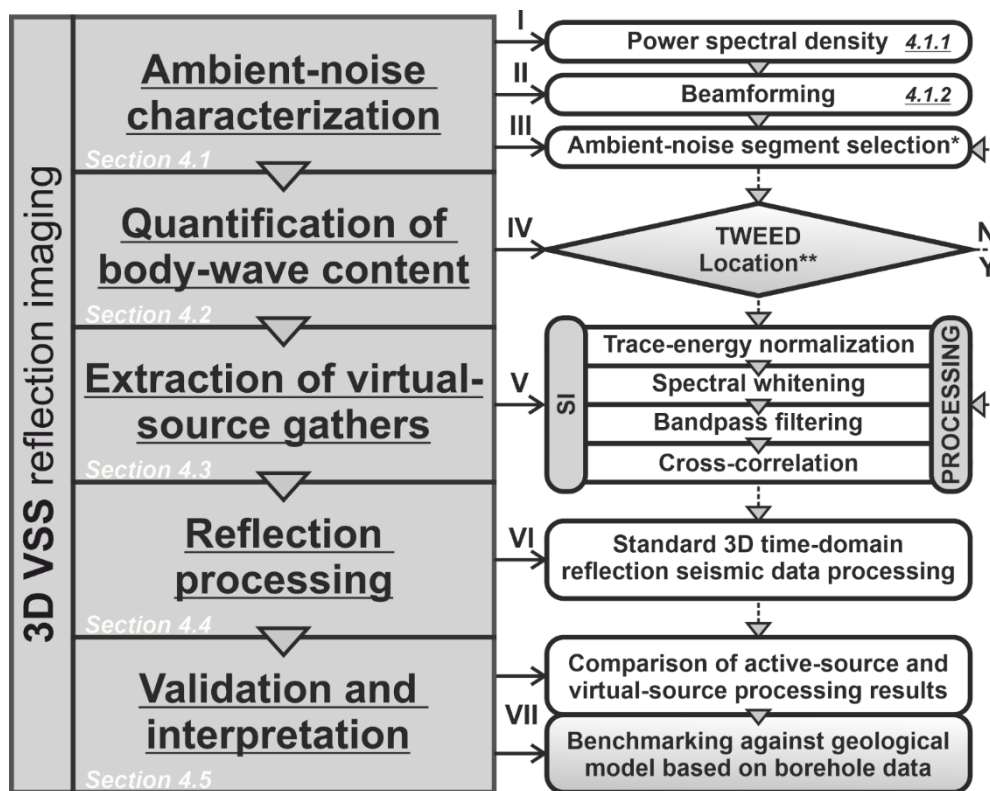 3D VSS reflection imaging
Ambient-noise
characterization
Section 4.1
Quantification of
body-wave content
Section 4.2
Extraction of virtual-
source gathers
Section 4.3
Reflection
processing
Section 4.4
Validation and
interpretation
Section 4.5
I
Power spectral density 4.1.1
II
Beamforming 4.1.2
III
Ambient-noise segment selection*
IV
TWEED
Location**
N
Y
V
SI
Trace-energy normalization
Spectral whitening
Bandpass filtering
Cross-correlation
PROCESSING
VI
Standard 3D time-domain
reflection seismic data processing
Comparison of active-source and
virtual-source processing results
VII
Benchmarking against geological
model based on borehole data